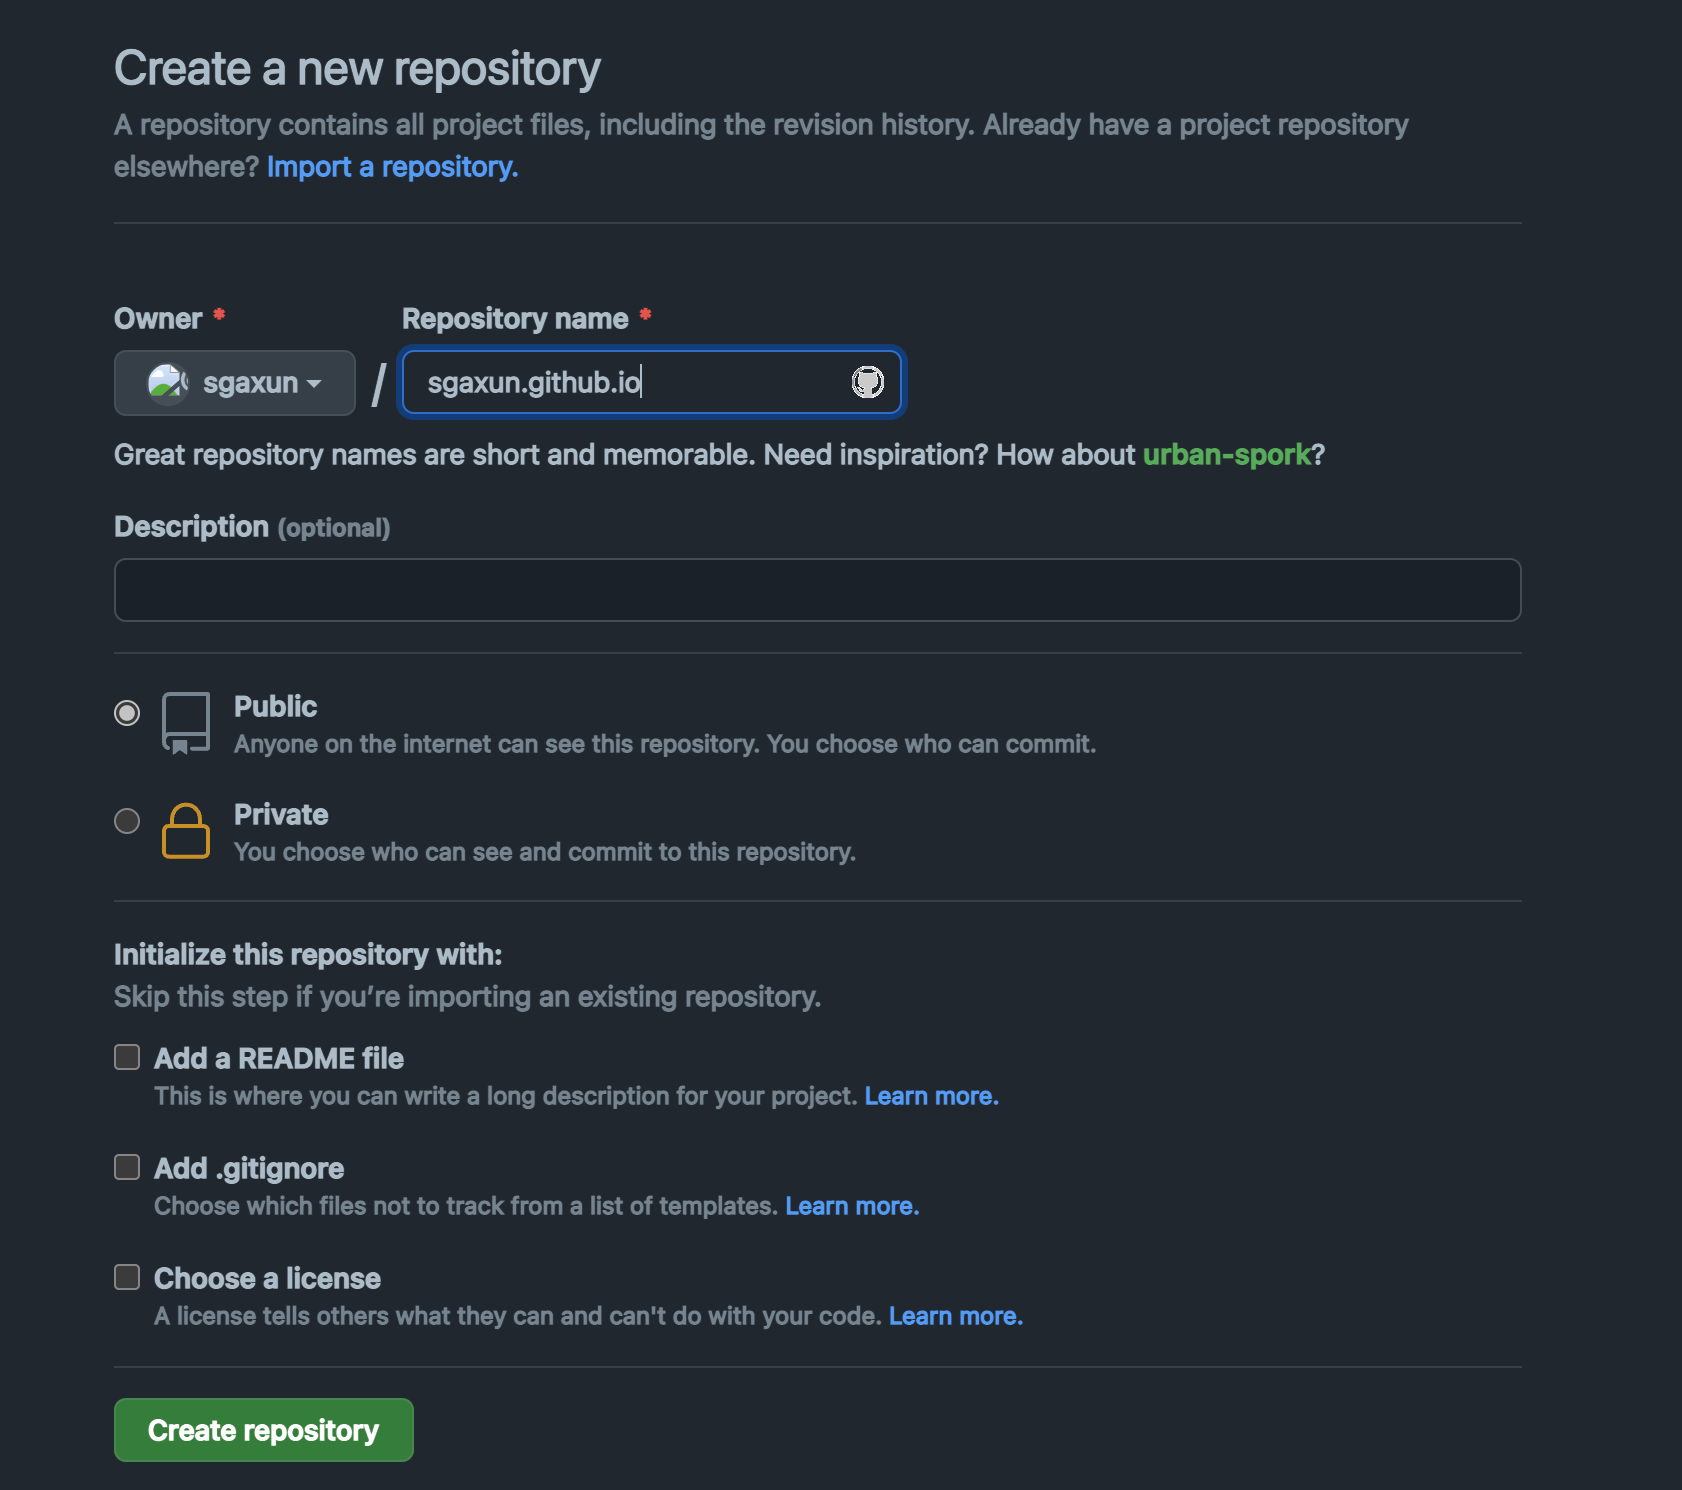 Create a new repository
A repository contains all project files, including the revision history. Already have a project repository
elsewhere? Import a repository.
Owner * Repository name *
sgaxun / sgaxun.github.io
Great repository names are short and memorable. Need inspiration? How about urban-spork?
Description (optional)
Public
Anyone on the internet can see this repository. You choose who can commit.
Private
You choose who can see and commit to this repository.
Initialize this repository with:
Skip this step if you’re importing an existing repository.
Add a README file
This is where you can write a long description for your project. Learn more.
Add .gitignore
Choose which files not to track from a list of templates. Learn more.
Choose a license
A license tells others what they can and can't do with your code. Learn more.
Create repository